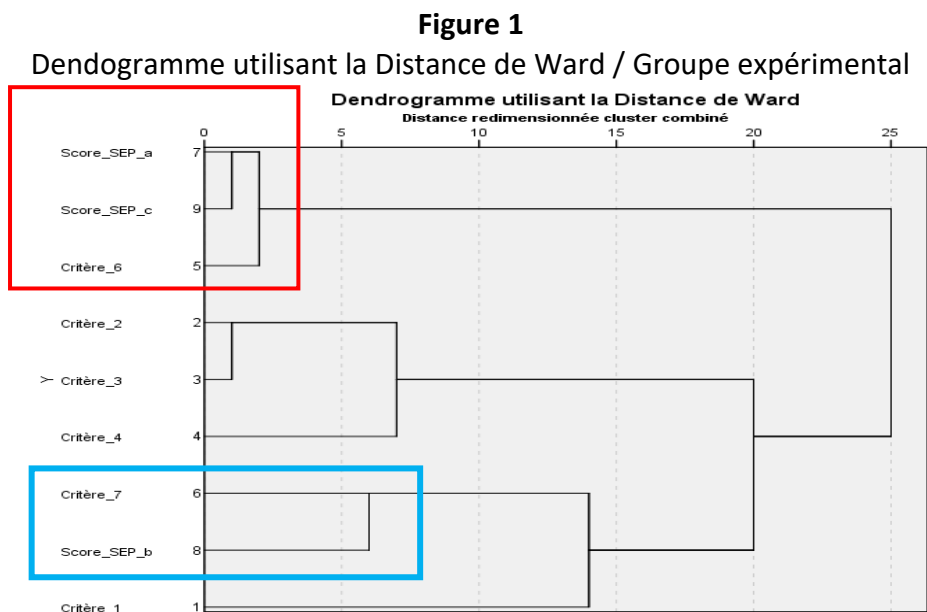 Figure 1
Dendogramme utilisant la Distance de Ward / Groupe expérimental
Dendrogramme utilisant la Distance de Ward
Distance redimensionnée cluster combiné
0 5 10 15 20 25
Score_SEP_a 7
Score_SEP_c 9
Critère_6 5
Critère_2 2
Y Critère_3 3
Critère_4 4
Critère_7 6
Score_SEP_b 8
Critère_1 1